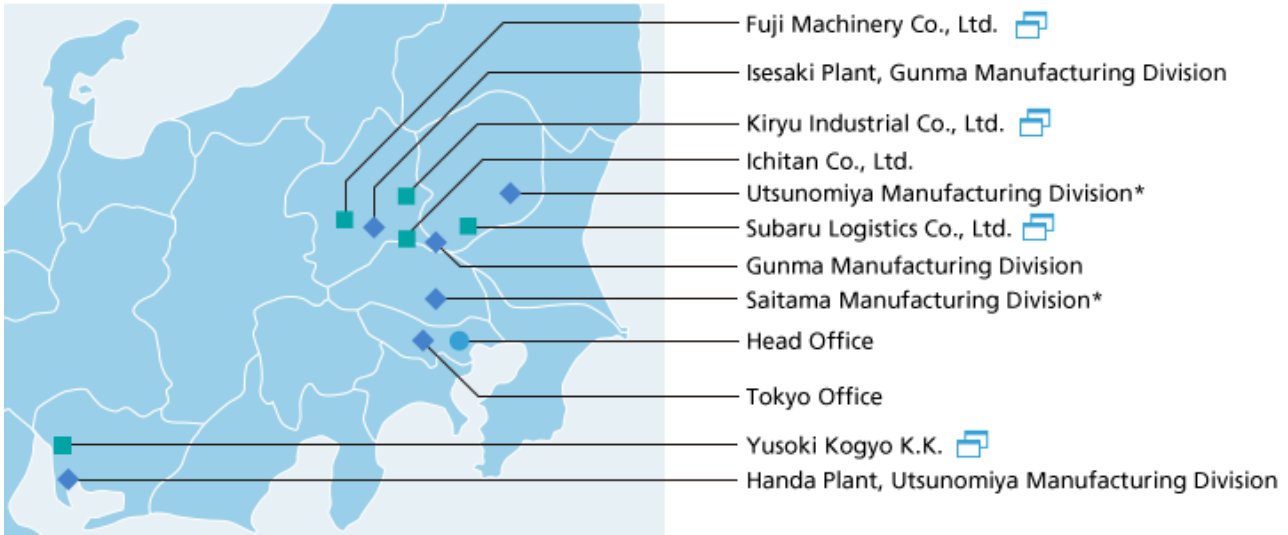 Fuji Machinery Co., Ltd.
Isesaki Plant, Gunma Manufacturing Division
Kiryu Industrial Co., Ltd.
Ichitan Co., Ltd.
Utsunomiya Manufacturing Division*
Subaru Logistics Co., Ltd.
Gunma Manufacturing Division
Saitama Manufacturing Division*
Head Office
Tokyo Office
Yusoki Kogyo K.K.
Handa Plant, Utsunomiya Manufacturing Division